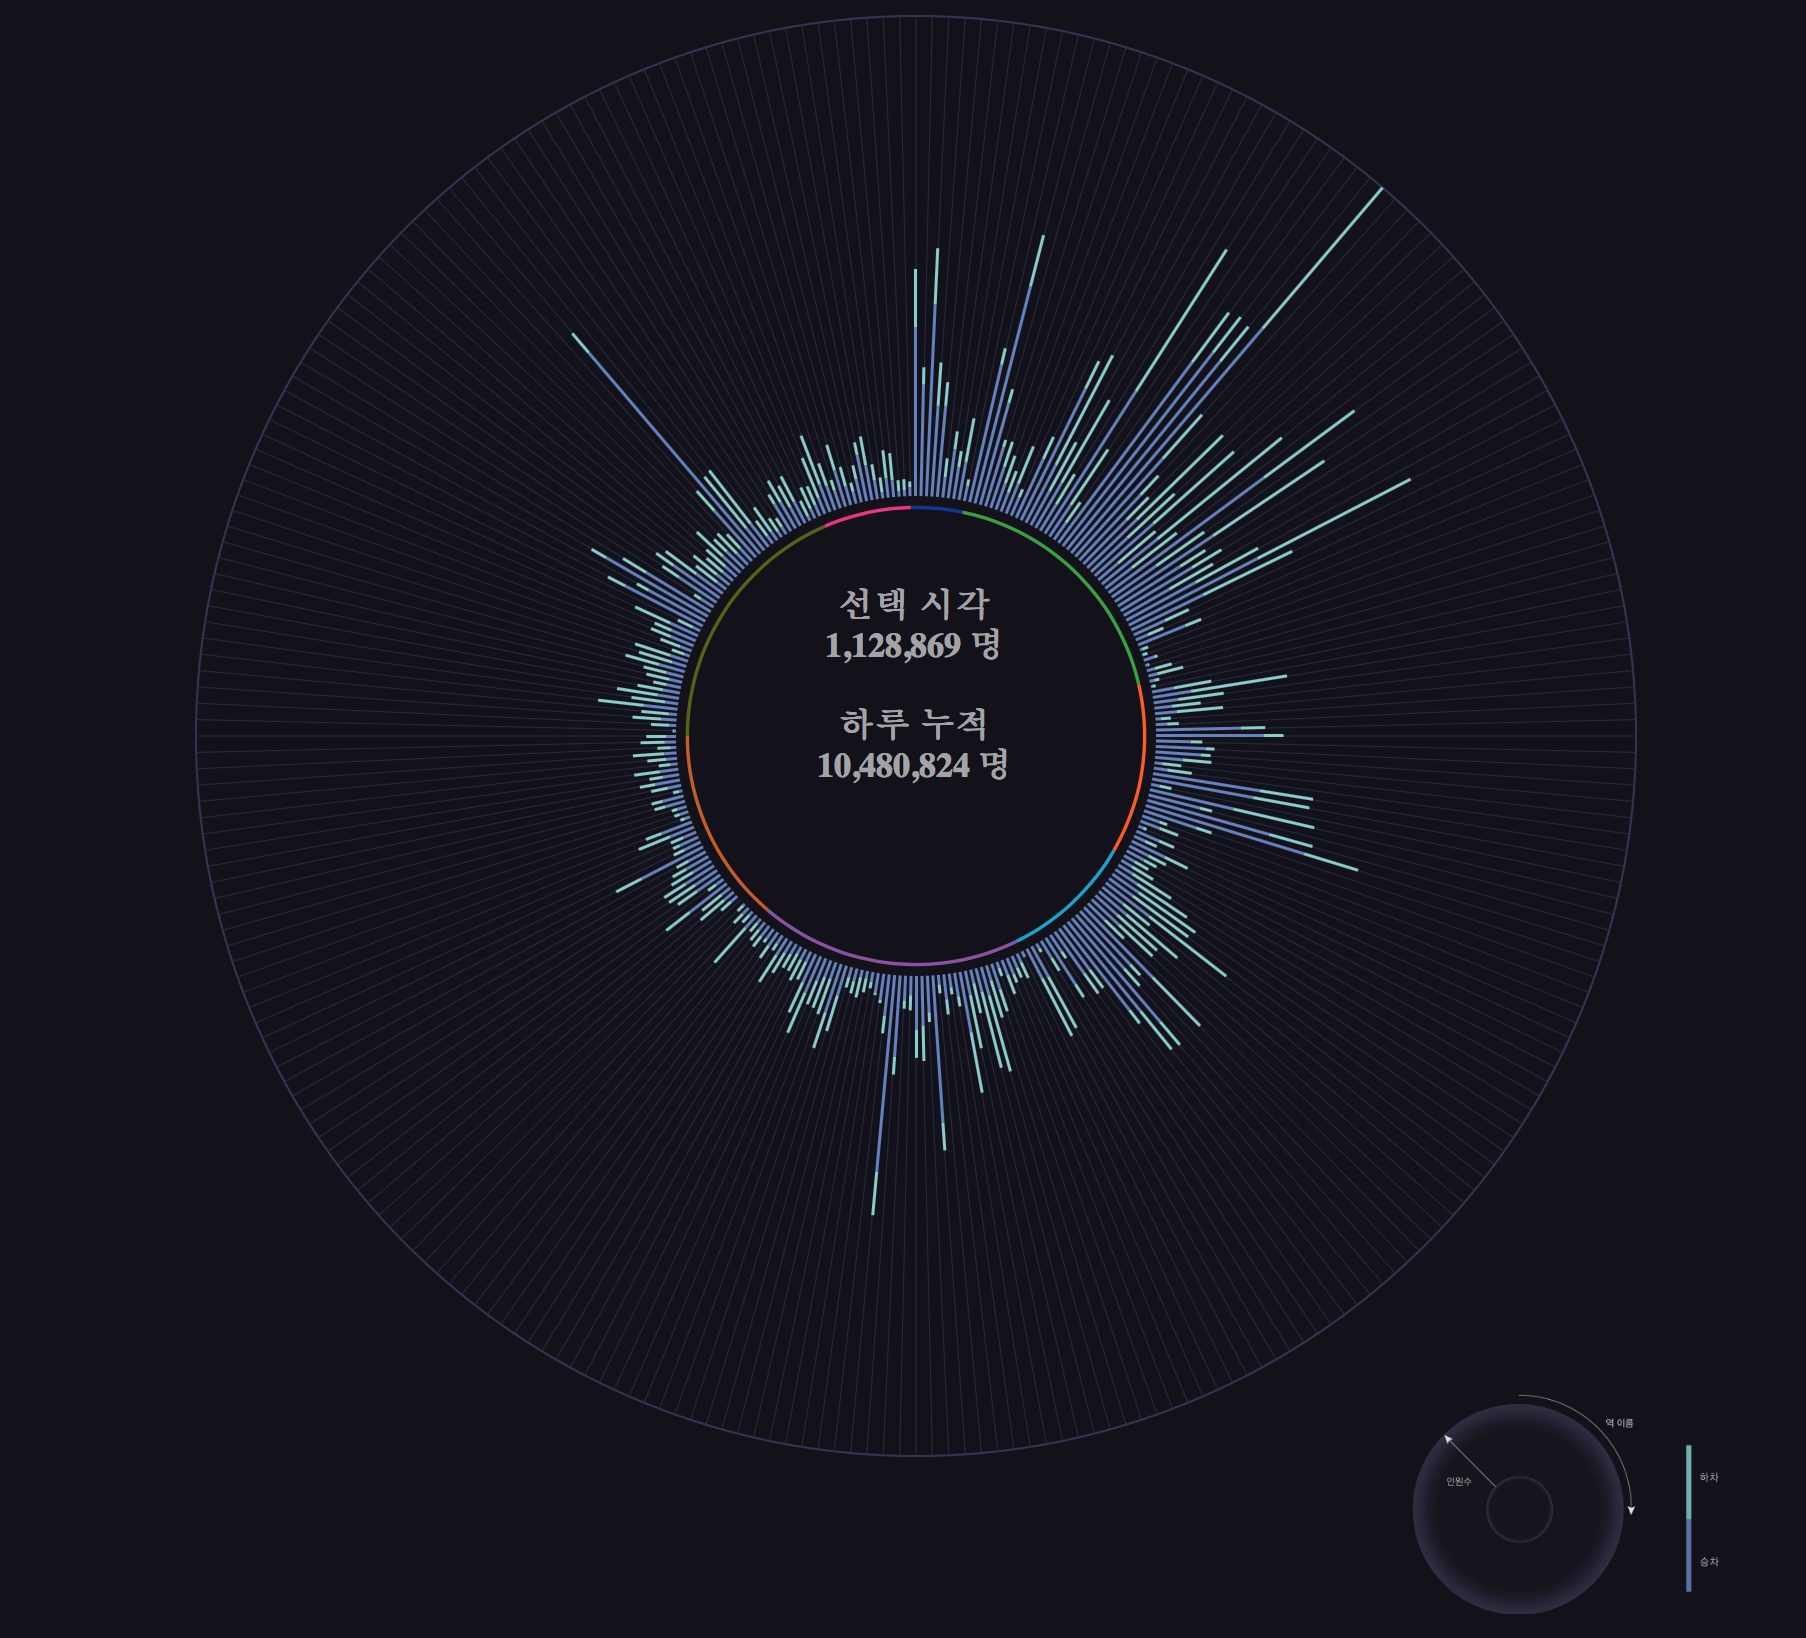 선택 시각
1,128,869 명
하루 누적
10,480,824 명
역 이름
인원수
하차
승차